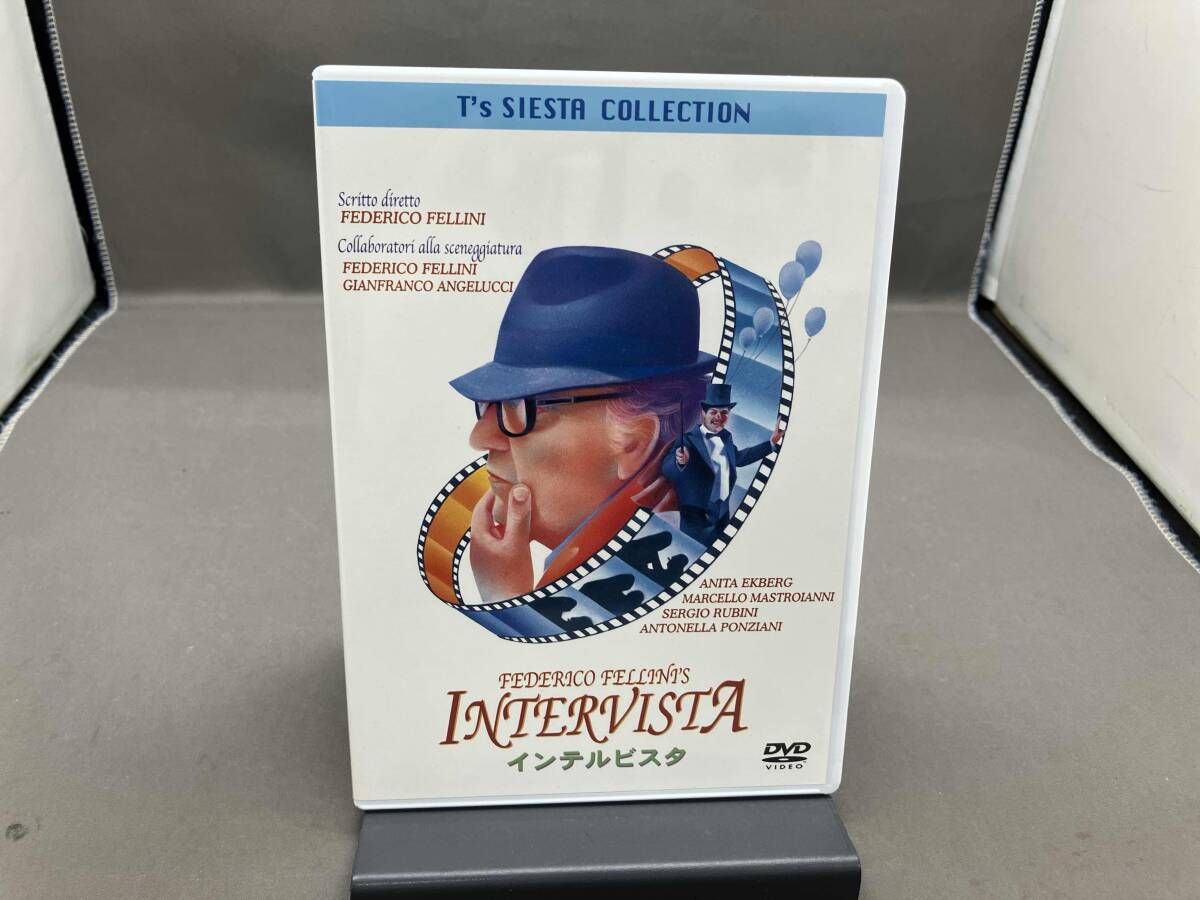 T's SIESTA COLLECTION
Scritto diretto
FEDERICO FELLINI
Collaboratori alla sceneggiatura
FEDERICO FELLINI
GIANFRANCO ANGELUCCI
ANITA EKBERG
MARCELLO MASTROIANNI
SERGIO RUBINI
ANTONELLA PONZIANI
FEDERICO FELLINI'S
INTERVISTA
インテルビスタ
DVD
VIDEO